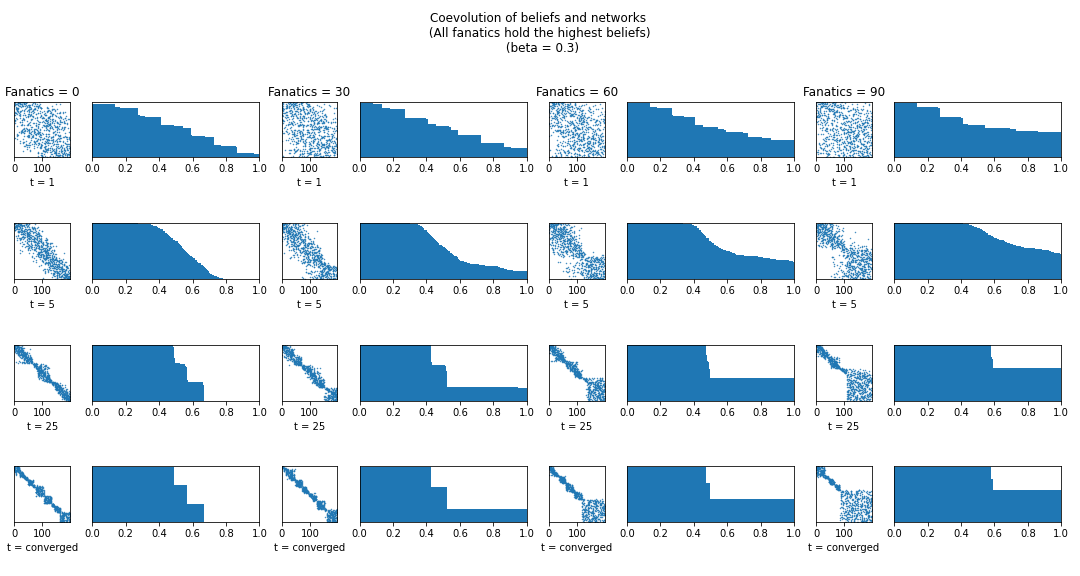 Coevolution of beliefs and networks
(All fanatics hold the highest beliefs)
(beta = 0.3)
Fanatics = 0 Fanatics = 30 Fanatics = 60 Fanatics = 90
0 100 0.0 0.2 0.4 0.6 0.8 1.0 0 100 0.0 0.2 0.4 0.6 0.8 1.0 0 100 0.0 0.2 0.4 0.6 0.8 1.0 0 100 0.0 0.2 0.4 0.6 0.8 1.0
t = 1 t = 1 t = 1 t = 1
0 100 0.0 0.2 0.4 0.6 0.8 1.0 0 100 0.0 0.2 0.4 0.6 0.8 1.0 0 100 0.0 0.2 0.4 0.6 0.8 1.0 0 100 0.0 0.2 0.4 0.6 0.8 1.0
t = 5 t = 5 t = 5 t = 5
0 100 0.0 0.2 0.4 0.6 0.8 1.0 0 100 0.0 0.2 0.4 0.6 0.8 1.0 0 100 0.0 0.2 0.4 0.6 0.8 1.0 0 100 0.0 0.2 0.4 0.6 0.8 1.0
t = 25 t = 25 t = 25 t = 25
0 100 0.0 0.2 0.4 0.6 0.8 1.0 0 100 0.0 0.2 0.4 0.6 0.8 1.0 0 100 0.0 0.2 0.4 0.6 0.8 1.0 0 100 0.0 0.2 0.4 0.6 0.8 1.0
t = converged t = converged t = converged t = converged